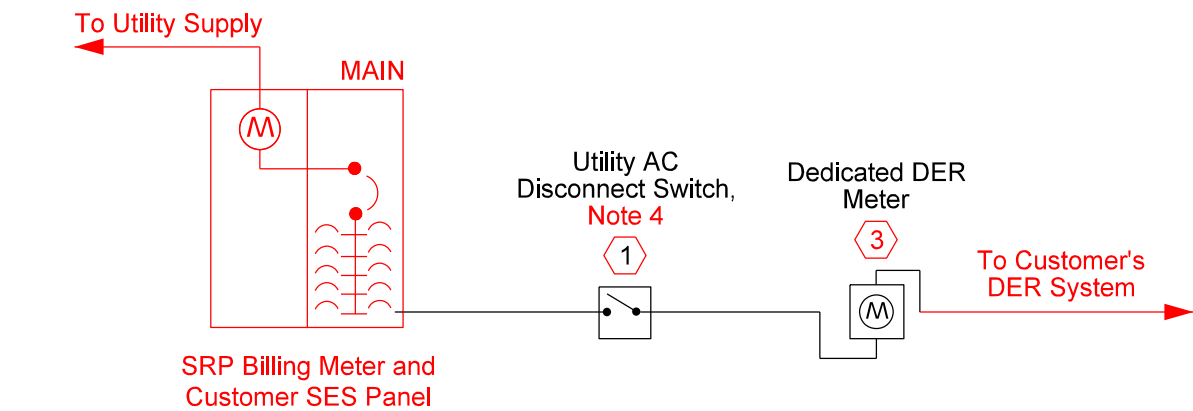 To Utility Supply
MAIN
M
Utility AC
Disconnect Switch,
Note 4
1
Dedicated DER
Meter
3
M
To Customer's
DER System
SRP Billing Meter and
Customer SES Panel